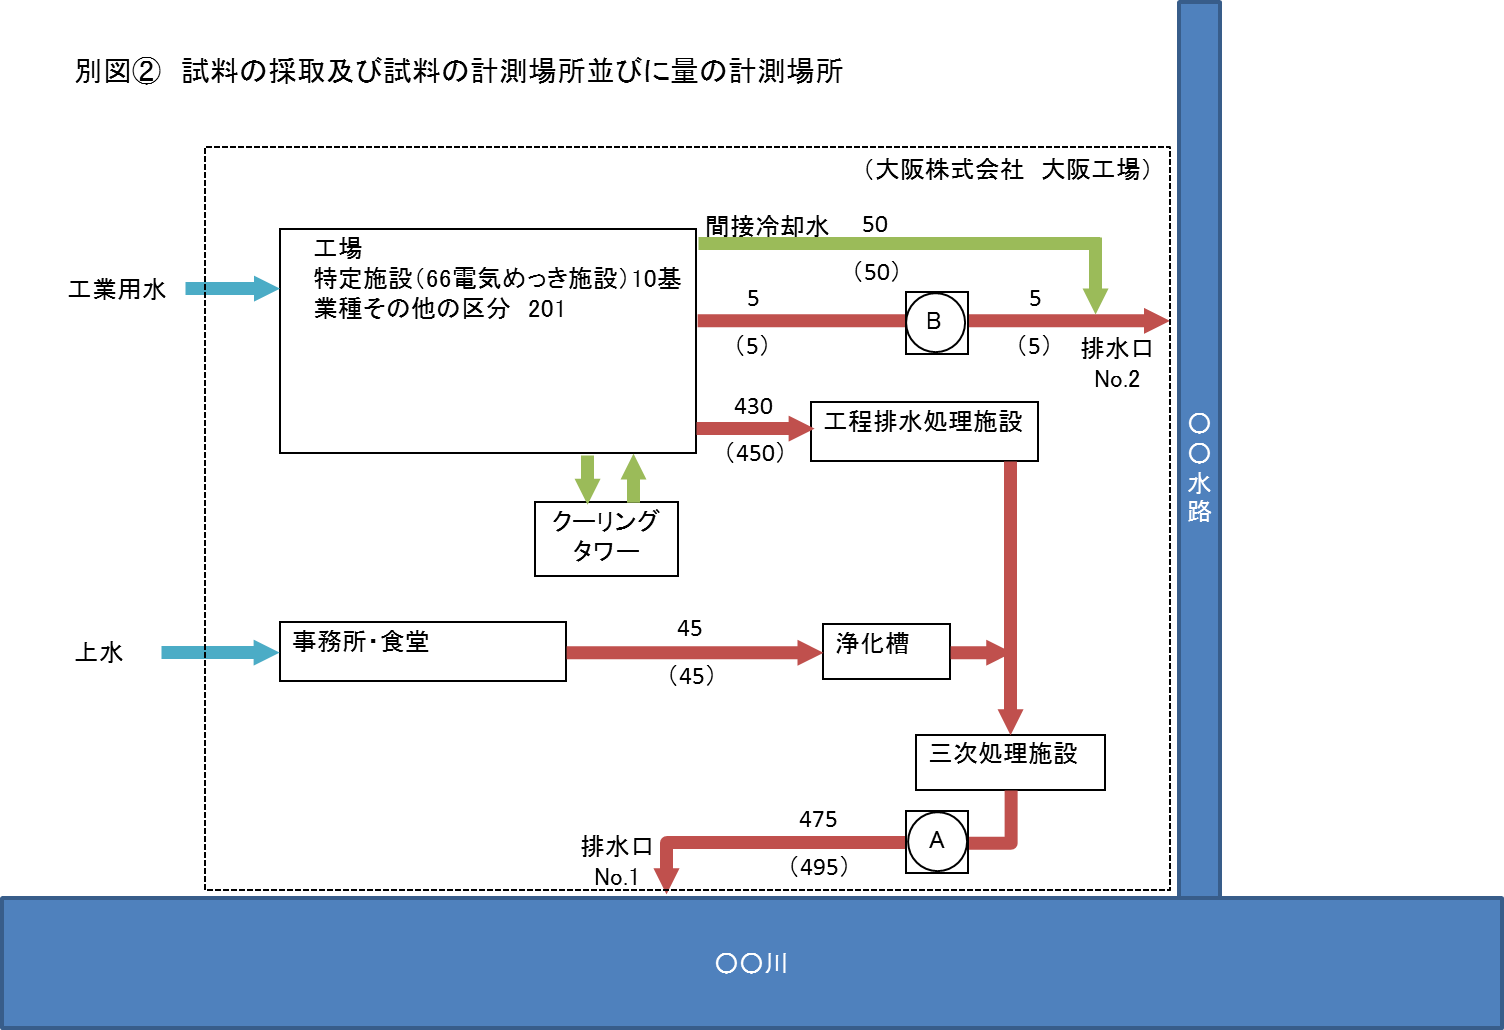 別図② 試料の採取及び試料の計測場所並びに量の計測場所
（大阪株式会社 大阪工場）
間接冷却水
50
（50）
工場
特定施設（66電気めっき施設）10基
業種その他の区分 201
工業用水
5
（5）
B
5
（5）
排水口
No.2
430
（450）
工程排水処理施設
〇〇水路
クーリング
タワー
上水
事務所・食堂
45
（45）
浄化槽
三次処理施設
475
（495）
A
排水口
No.1
〇〇川